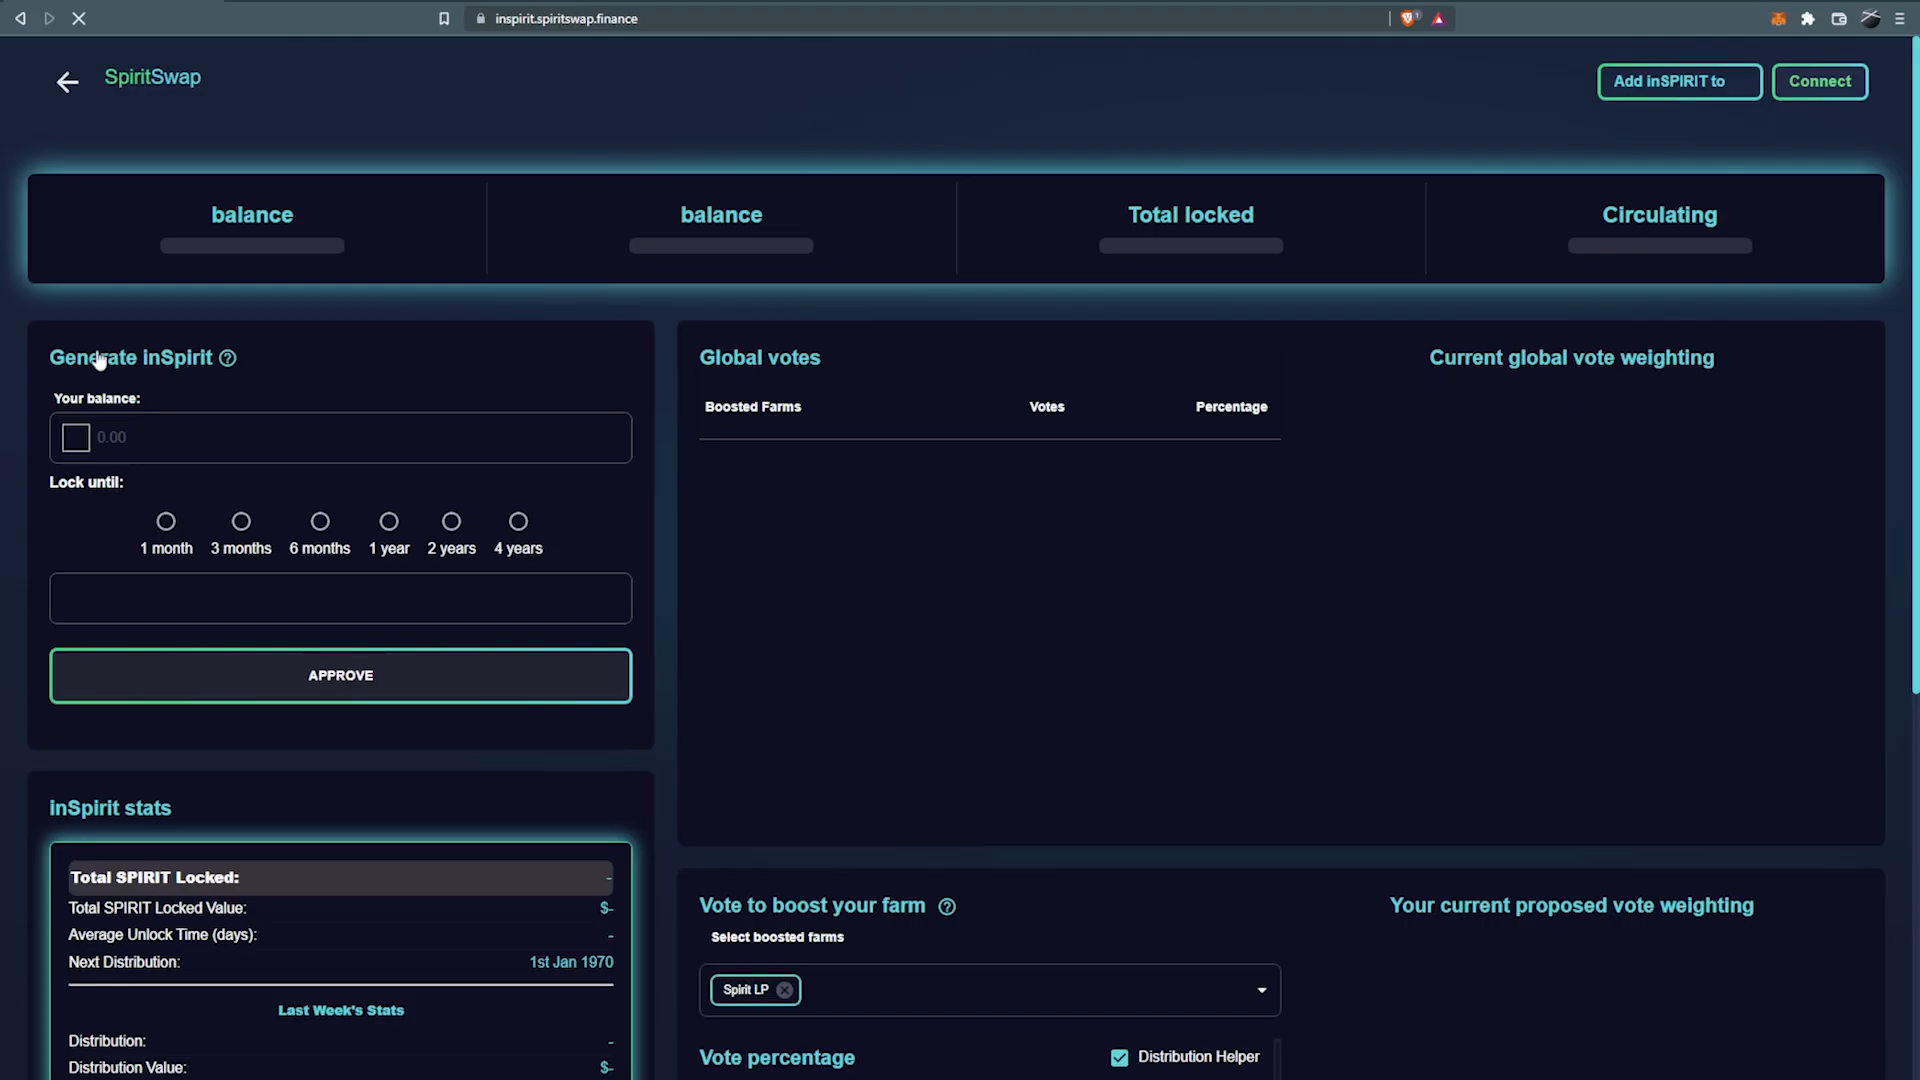 inspirit.spiritswap.finance
SpiritSwap
Add inSPIRIT to
Connect
balance
balance
Total locked
Circulating
Generate inSpirit
Your balance:
0.00
Lock until:
1 month 3 months 6 months 1 year 2 years 4 years
APPROVE
Global votes
Current global vote weighting
Boosted Farms Votes Percentage
inSpirit stats
Total SPIRIT Locked: -
Total SPIRIT Locked Value: $-
Average Unlock Time (days): -
Next Distribution: 1st Jan 1970
Last Week's Stats
Distribution: -
Distribution Value: $-
Vote to boost your farm
Your current proposed vote weighting
Select boosted farms
Spirit LP
Vote percentage
Distribution Helper